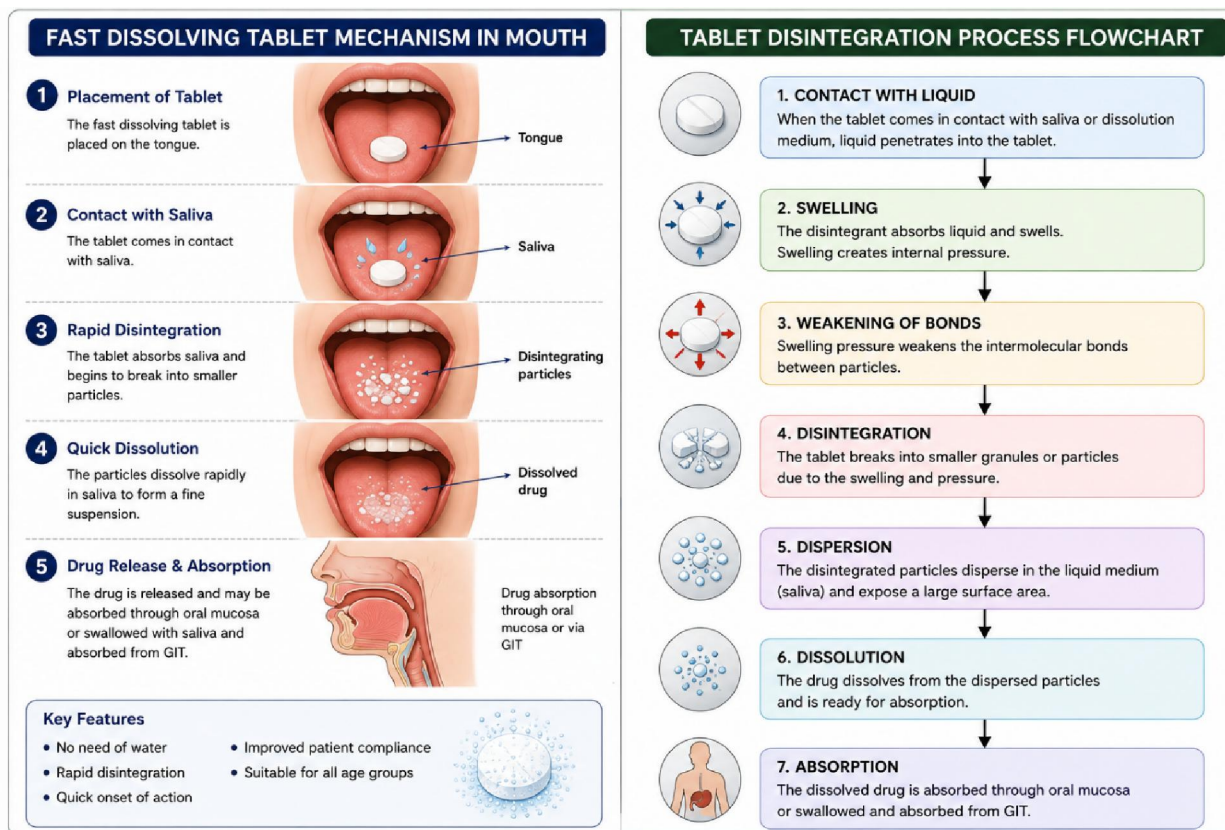 FAST DISSOLVING TABLET MECHANISM IN MOUTH
1
Placement of Tablet
The fast dissolving tablet is
placed on the tongue.
Tongue
2
Contact with Saliva
The tablet comes in contact
with saliva.
Saliva
3
Rapid Disintegration
The tablet absorbs saliva and
begins to break into smaller
particles.
Disintegrating
particles
4
Quick Dissolution
The particles dissolve rapidly
in saliva to form a fine
suspension.
Dissolved
drug
5
Drug Release & Absorption
The drug is released and may be
absorbed through oral mucosa
or swallowed with saliva and
absorbed from GIT.
Drug absorption
through oral
mucosa or via
GIT
Key Features
• No need of water
• Rapid disintegration
• Quick onset of action
• Improved patient compliance
• Suitable for all age groups
TABLET DISINTEGRATION PROCESS FLOWCHART
1. CONTACT WITH LIQUID
When the tablet comes in contact with saliva or dissolution
medium, liquid penetrates into the tablet.
2. SWELLING
The disintegrant absorbs liquid and swells.
Swelling creates internal pressure.
3. WEAKENING OF BONDS
Swelling pressure weakens the intermolecular bonds
between particles.
4. DISINTEGRATION
The tablet breaks into smaller granules or particles
due to the swelling and pressure.
5. DISPERSION
The disintegrated particles disperse in the liquid medium
(saliva) and expose a large surface area.
6. DISSOLUTION
The drug dissolves from the dispersed particles
and is ready for absorption.
7. ABSORPTION
The dissolved drug is absorbed through oral mucosa
or swallowed and absorbed from GIT.